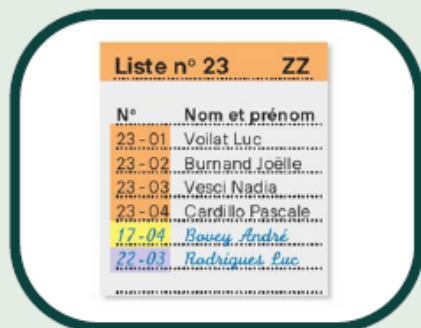 Liste n° 23 ZZ
N° Nom et prénom
23-01 Voilat Luc
23-02 Burnand Joëlle
23-03 Vesci Nadia
23-04 Cardillo Pascale
17-04 Bovey André
22-03 Rodrigues Luc